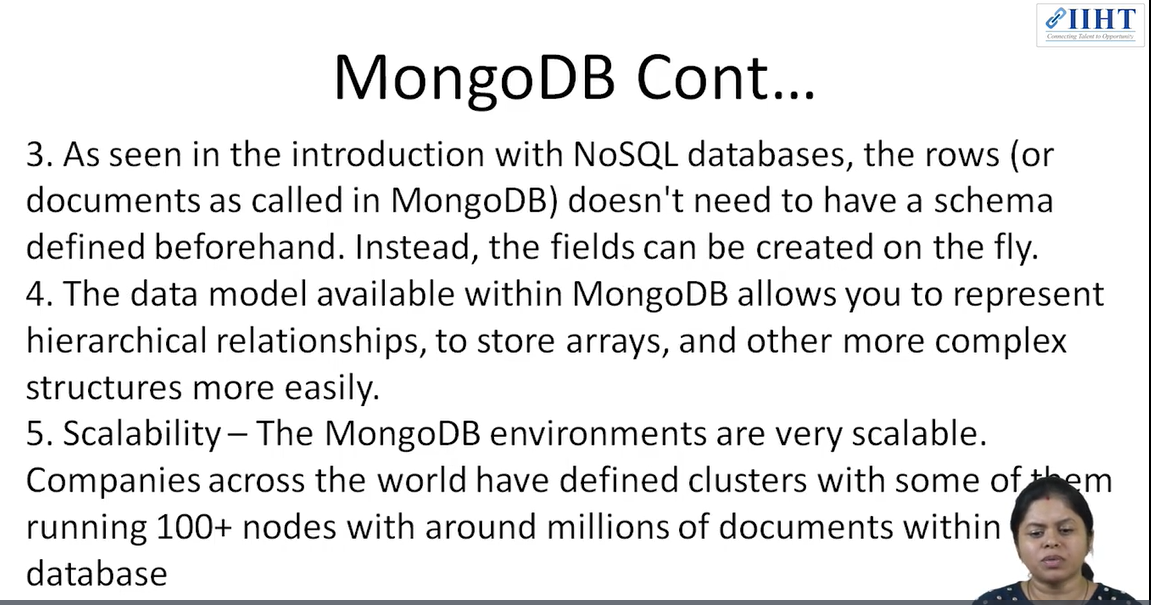 IIHT
Connecting Talent to Opportunity
MongoDB Cont...
3. As seen in the introduction with NoSQL databases, the rows (or
documents as called in MongoDB) doesn't need to have a schema
defined beforehand. Instead, the fields can be created on the fly.
4. The data model available within MongoDB allows you to represent
hierarchical relationships, to store arrays, and other more complex
structures more easily.
5. Scalability – The MongoDB environments are very scalable.
Companies across the world have defined clusters with some of them
running 100+ nodes with around millions of documents within
database